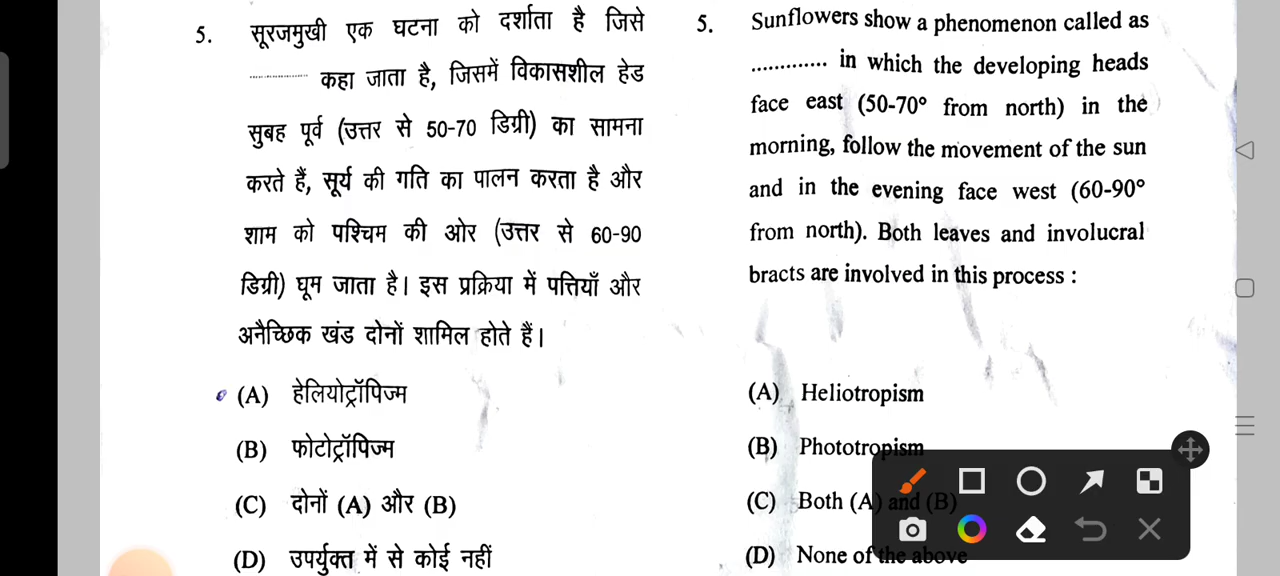 5. सूरजमुखी एक घटना को दर्शाता है जिसे
............. कहा जाता है, जिसमें विकासशील हेड
सुबह पूर्व (उत्तर से 50-70 डिग्री) का सामना
करते हैं, सूर्य की गति का पालन करता है और
शाम को पश्चिम की ओर (उत्तर से 60-90
डिग्री) घूम जाता है। इस प्रक्रिया में पत्तियाँ और
अनैच्छिक खंड दोनों शामिल होते हैं।
(A) हेलियोट्रॉपिज्म
(B) फोटोट्रॉपिज्म
(C) दोनों (A) और (B)
(D) उपर्युक्त में से कोई नहीं
5. Sunflowers show a phenomenon called as
............. in which the developing heads
face east (50-70° from north) in the
morning, follow the movement of the sun
and in the evening face west (60-90°
from north). Both leaves and involucral
bracts are involved in this process :
(A) Heliotropism
(B) Phototropism
(C) Both (A) and (B)
(D) None of the above